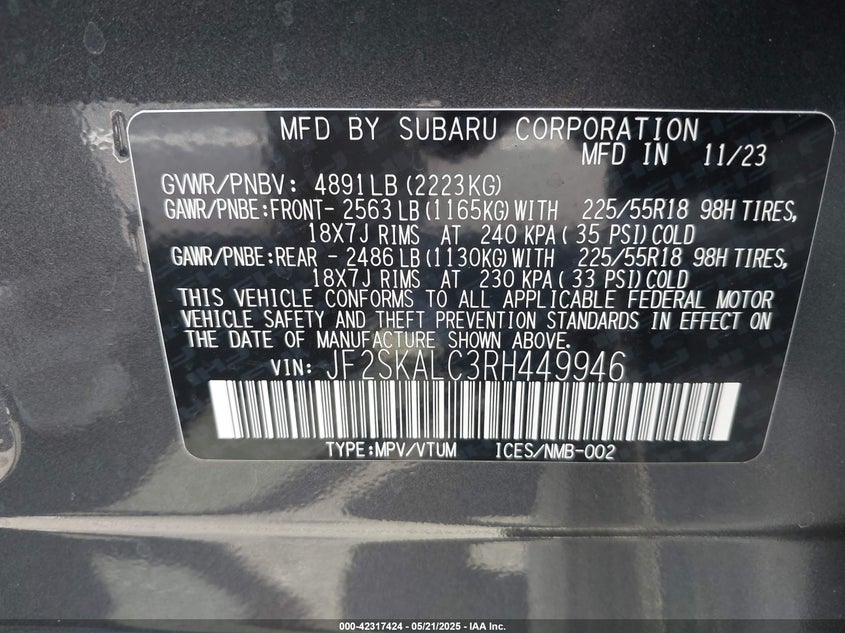 MFD BY SUBARU CORPORATION
MFD IN 11/23
GVWR/PNBV: 4891LB (2223KG)
GAWR/PNBE:FRONT- 2563 LB (1165KG) WITH 225/55R18 98H TIRES,
18X7J RIMS AT 240 KPA ( 35 PSI) COLD
GAWR/PNBE:REAR - 2486 LB (1130KG) WITH 225/55R18 98H TIRES,
18X7J RIMS AT 230 KPA ( 33 PSI) COLD
THIS VEHICLE CONFORMS TO ALL APPLICABLE FEDERAL MOTOR
VEHICLE SAFETY AND THEFT PREVENTION STANDARDS IN EFFECT ON
THE DATE OF MANUFACTURE SHOWN ABOVE.
VIN: JF2SKALC3RH449946
TYPE:MPV/VTUM ICES/NMB-002
000-42317424 - 05/21/2025 - IAA Inc.